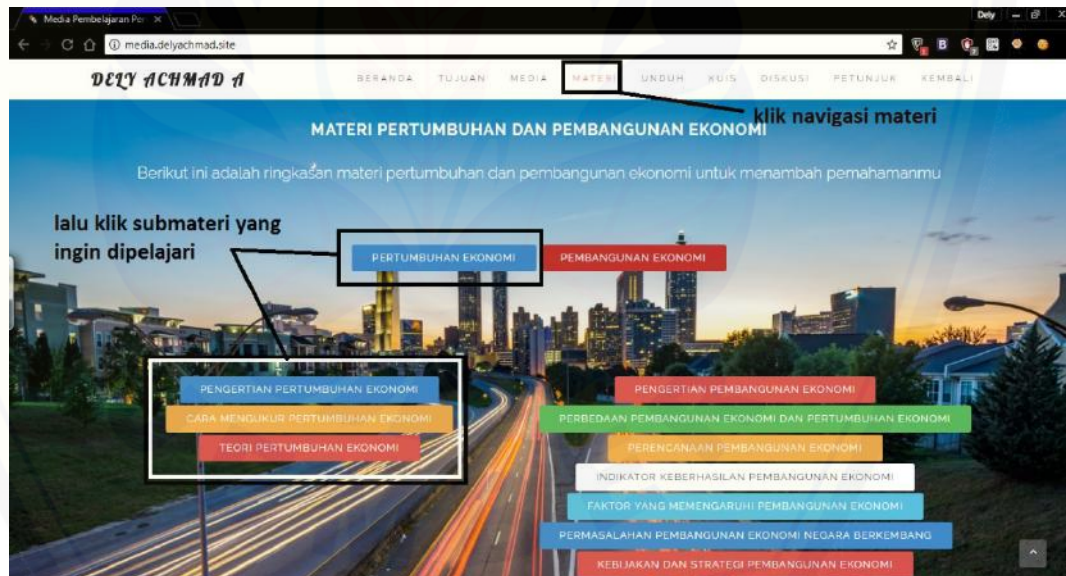 Media Pembelajaran Per
Dely
media.delyachmad.site
DELY ACHMAD A
BERANDA TUJUAN MEDIA MATERI UNDUH KUIS DISKUSI PETUNJUK KEMBALI
klik navigasi materi
MATERI PERTUMBUHAN DAN PEMBANGUNAN EKONOMI
Berikut ini adalah ringkasan materi pertumbuhan dan pembangunan ekonomi untuk menambah pemahamanmu
lalu klik submateri yang
ingin dipelajari
PERTUMBUHAN EKONOMI
PEMBANGUNAN EKONOMI
PENGERTIAN PERTUMBUHAN EKONOMI
CARA MENGUKUR PERTUMBUHAN EKONOMI
TEORI PERTUMBUHAN EKONOMI
PENGERTIAN PEMBANGUNAN EKONOMI
PERBEDAAN PEMBANGUNAN EKONOMI DAN PERTUMBUHAN EKONOMI
PERENCANAAN PEMBANGUNAN EKONOMI
INDIKATOR KEBERHASILAN PEMBANGUNAN EKONOMI
FAKTOR YANG MEMENGARUHI PEMBANGUNAN EKONOMI
PERMASALAHAN PEMBANGUNAN EKONOMI NEGARA BERKEMBANG
KEBIJAKAN DAN STRATEGI PEMBANGUNAN EKONOMI